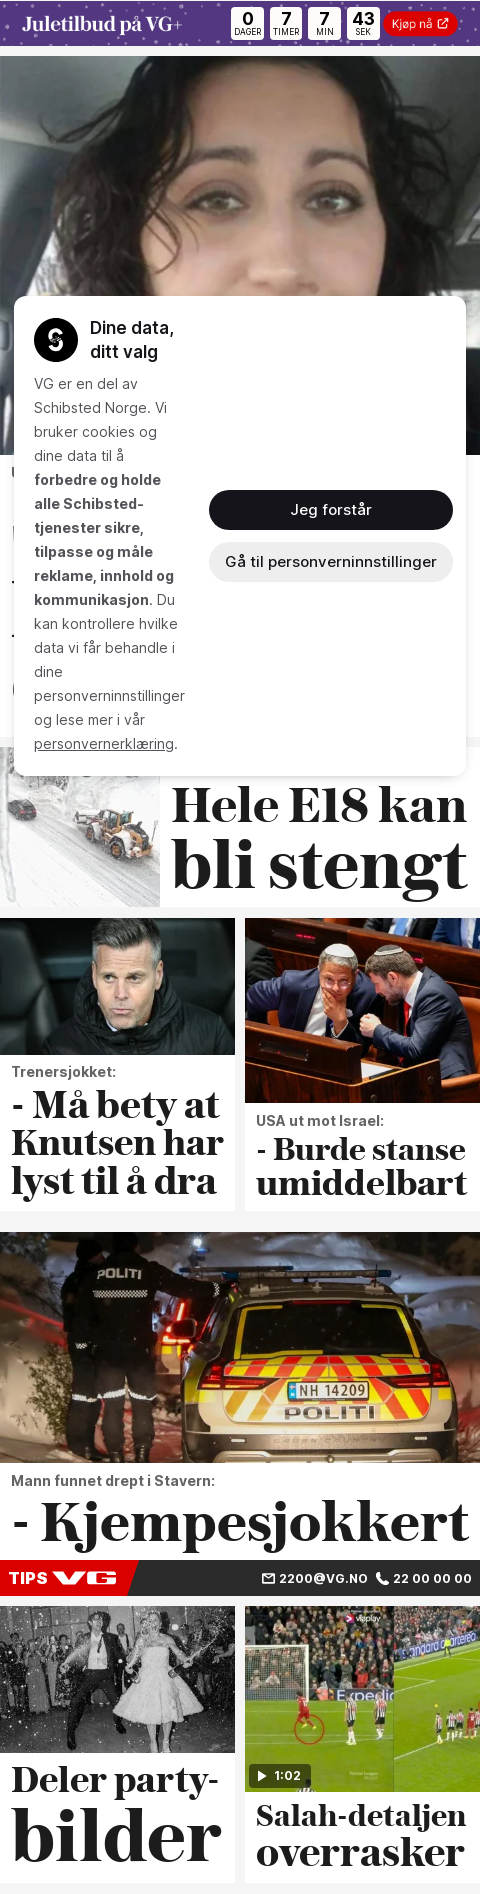 Juletilbud på VG+
0 7 7 43
DAGER TIMER MIN SEK
Kjøp nå
Dine data,
ditt valg
VG er en del av
Schibsted Norge. Vi
bruker cookies og
dine data til å
forbedre og holde
alle Schibsted-
tjenester sikre,
tilpasse og måle
reklame, innhold og
kommunikasjon. Du
kan kontrollere hvilke
data vi får behandle i
dine
personverninnstillinger
og lese mer i vår
personvernerklæring.
Jeg forstår
Gå til personverninnstillinger
Hele E18 kan
bli stengt
Trenersjokket:
- Må bety at
Knutsen har
lyst til å dra
USA ut mot Israel:
- Burde stanse
umiddelbart
POLITI
NH 14209
POLITI
Mann funnet drept i Stavern:
- Kjempesjokkert
TIPS VG
2200@VG.NO 22 00 00 00
Deler party-
bilder
viaplay
Expedi
standard chartered
1:02
Salah-detaljen
overrasker